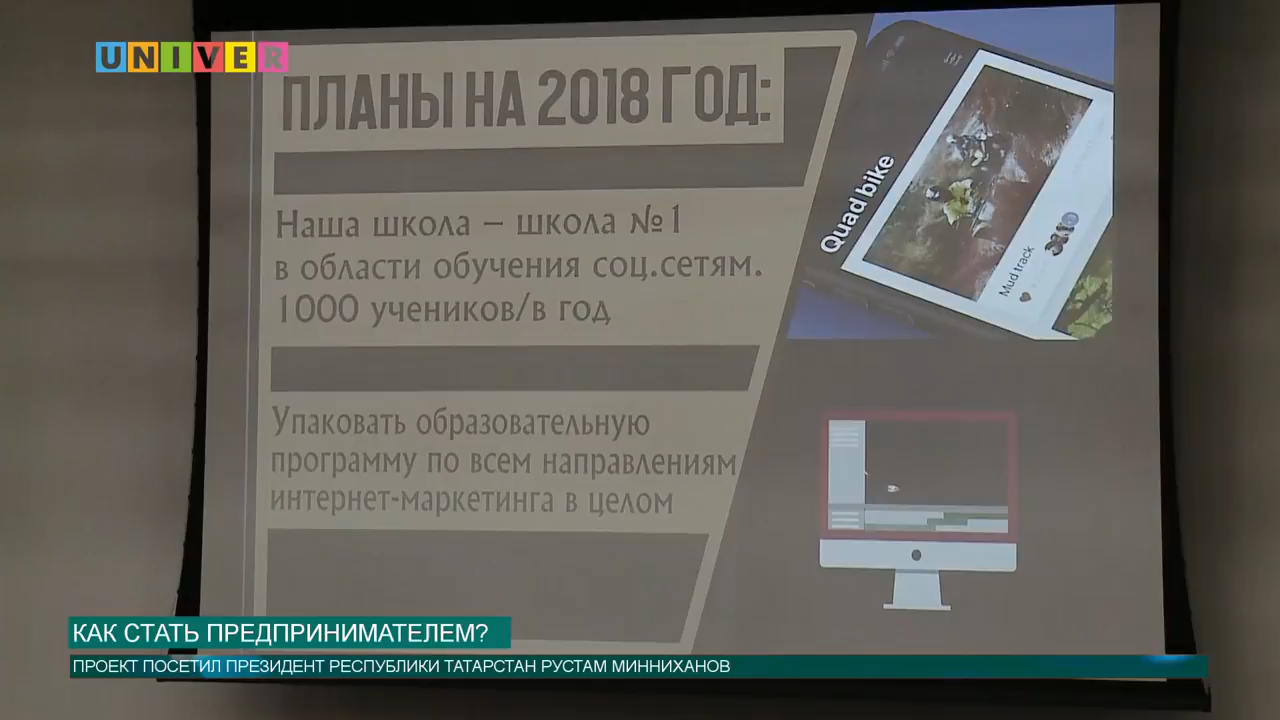 UNIVER
ПЛАНЫ НА 2018 ГОД:
Наша школа – школа №1
в области обучения соц.сетям.
1000 учеников/в год
Упаковать образовательную
программу по всем направлениям
интернет-маркетинга в целом
Quad bike
Mud track
КАК СТАТЬ ПРЕДПРИНИМАТЕЛЕМ?
ПРОЕКТ ПОСЕТИЛ ПРЕЗИДЕНТ РЕСПУБЛИКИ ТАТАРСТАН РУСТАМ МИННИХАНОВ